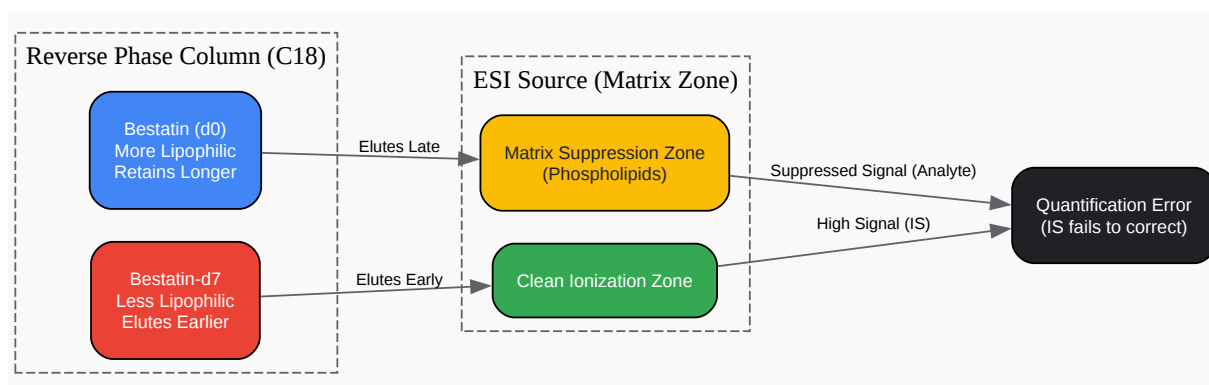 Reverse Phase Column (C18)
Bestatin (d0)
More Lipophilic
Retains Longer
Bestatin-d7
Less Lipophilic
Elutes Earlier
Elutes Late
Elutes Early
ESI Source (Matrix Zone)
Matrix Suppression Zone
(Phospholipids)
Clean Ionization Zone
Suppressed Signal (Analyte)
High Signal (IS)
Quantification Error
(IS fails to correct)